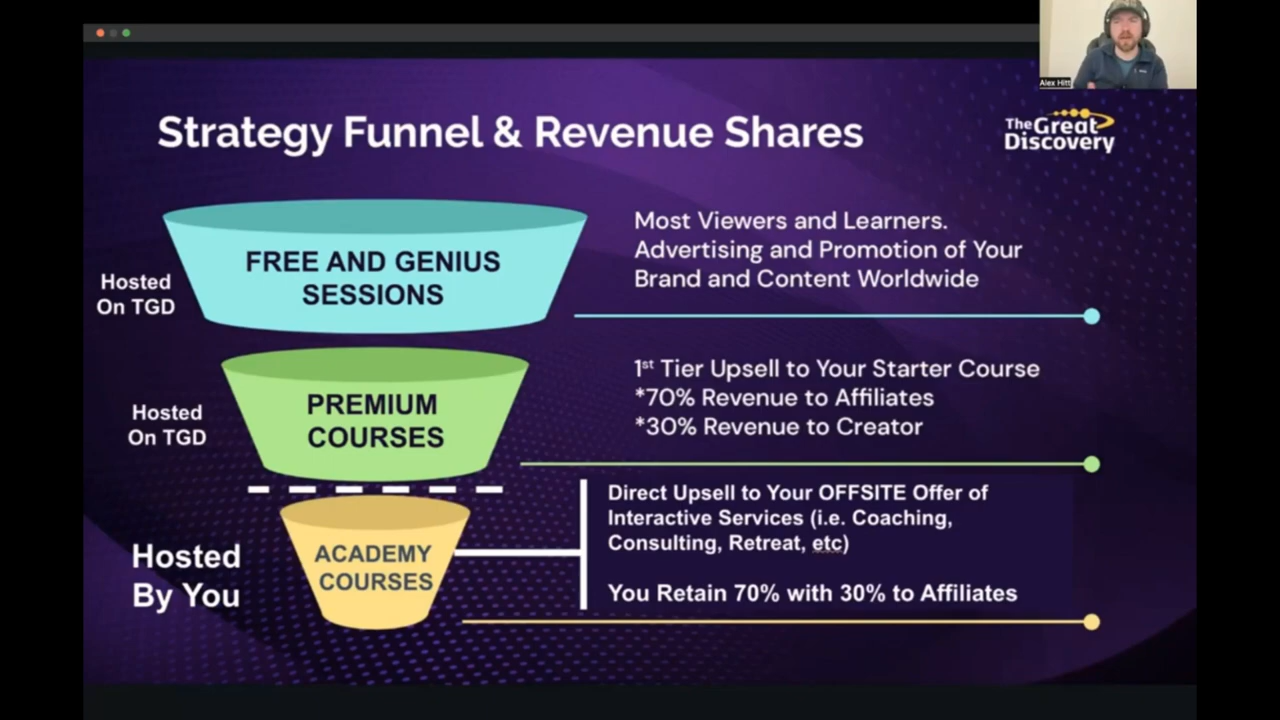 Alex Hitt
Strategy Funnel & Revenue Shares
The Great
Discovery
Hosted
On TGD
FREE AND GENIUS
SESSIONS
Most Viewers and Learners.
Advertising and Promotion of Your
Brand and Content Worldwide
Hosted
On TGD
PREMIUM
COURSES
1st Tier Upsell to Your Starter Course
*70% Revenue to Affiliates
*30% Revenue to Creator
Hosted
By You
ACADEMY
COURSES
Direct Upsell to Your OFFSITE Offer of
Interactive Services (i.e. Coaching,
Consulting, Retreat, etc)
You Retain 70% with 30% to Affiliates